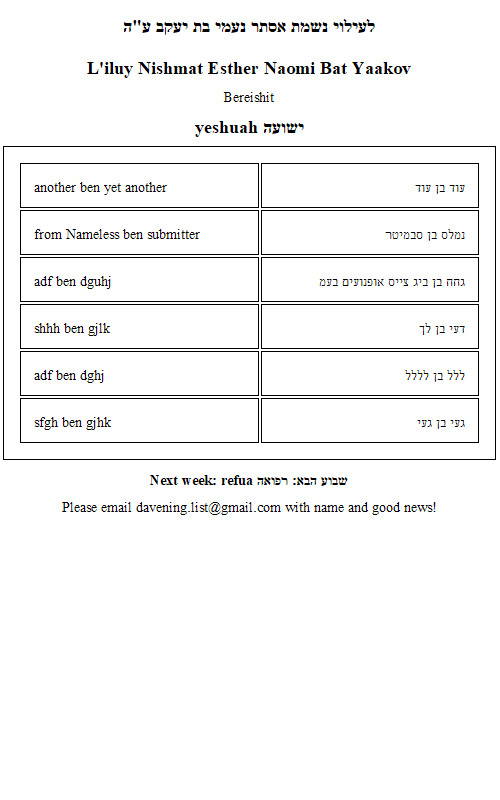 לעילוי נשמת אסתר נעמי בת יעקב ע"ה
L'iluy Nishmat Esther Naomi Bat Yaakov
Bereishit
yeshuah ישועה
another ben yet another
עוד בן עוד
from Nameless ben submitter
נמלס בן סבמיטר
adf ben dguhj
גחח בן ביג צייס אופנועים בעמ
shhh ben gjlk
דעי בן לך
adf ben dghj
ללל בן לללל
sfgh ben gjhk
געי בן געי
Next week: refua שבוע הבא: רפואה
Please email davening.list@gmail.com with name and good news!